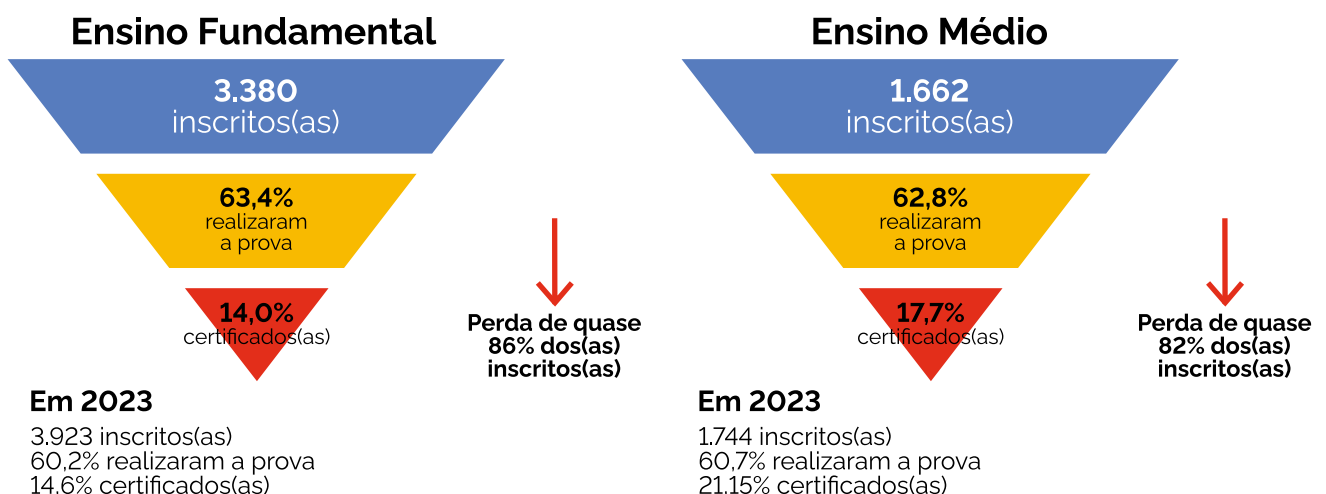 Ensino Fundamental
3.380
inscritos(as)
63,4%
realizaram
a prova
14,0%
certificados(as)
Perda de quase
86% dos(as)
inscritos(as)
Em 2023
3.923 inscritos(as)
60,2% realizaram a prova
14.6% certificados(as)
Ensino Médio
1.662
inscritos(as)
62,8%
realizaram
a prova
17,7%
certificados(as)
Perda de quase
82% dos(as)
inscritos(as)
Em 2023
1.744 inscritos(as)
60,7% realizaram a prova
21.15% certificados(as)